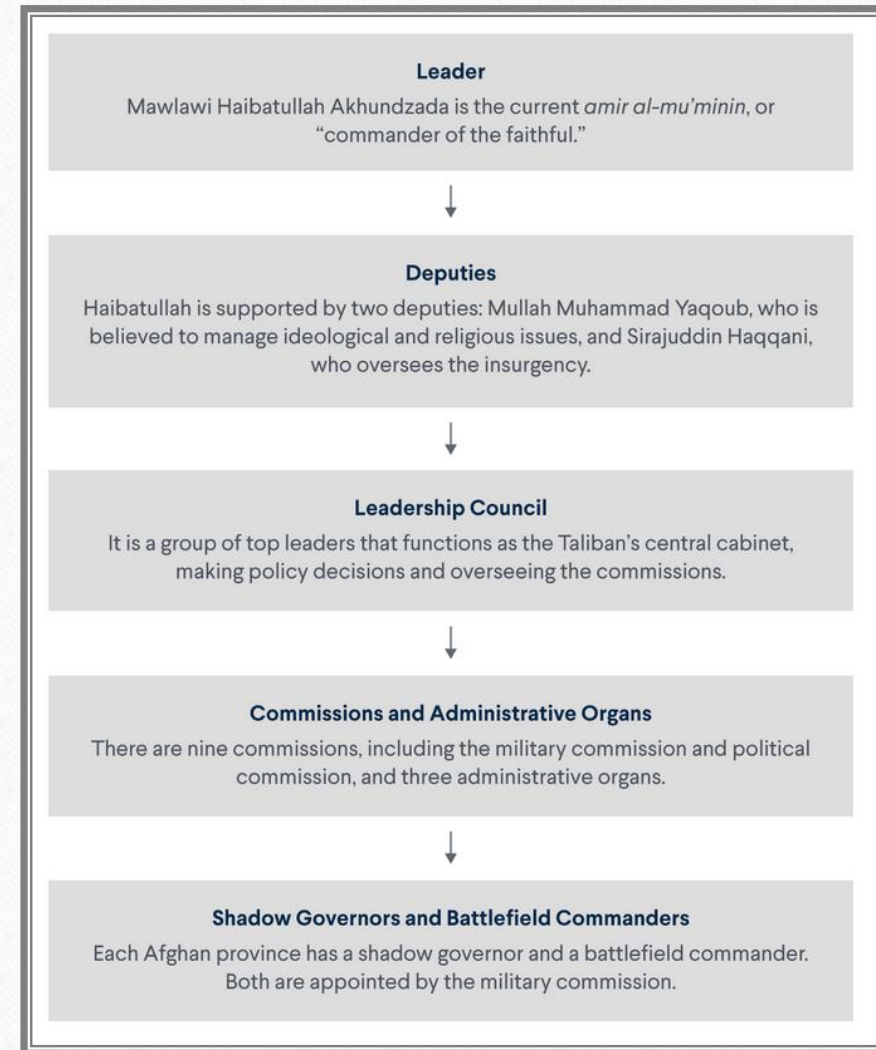 Leader
Mawlawi Haibatullah Akhundzada is the current amir al-mu’minin, or
“commander of the faithful.”
Deputies
Haibatullah is supported by two deputies: Mullah Muhammad Yaqoub, who is
believed to manage ideological and religious issues, and Sirajuddin Haqqani,
who oversees the insurgency.
Leadership Council
It is a group of top leaders that functions as the Taliban’s central cabinet,
making policy decisions and overseeing the commissions.
Commissions and Administrative Organs
There are nine commissions, including the military commission and political
commission, and three administrative organs.
Shadow Governors and Battlefield Commanders
Each Afghan province has a shadow governor and a battlefield commander.
Both are appointed by the military commission.